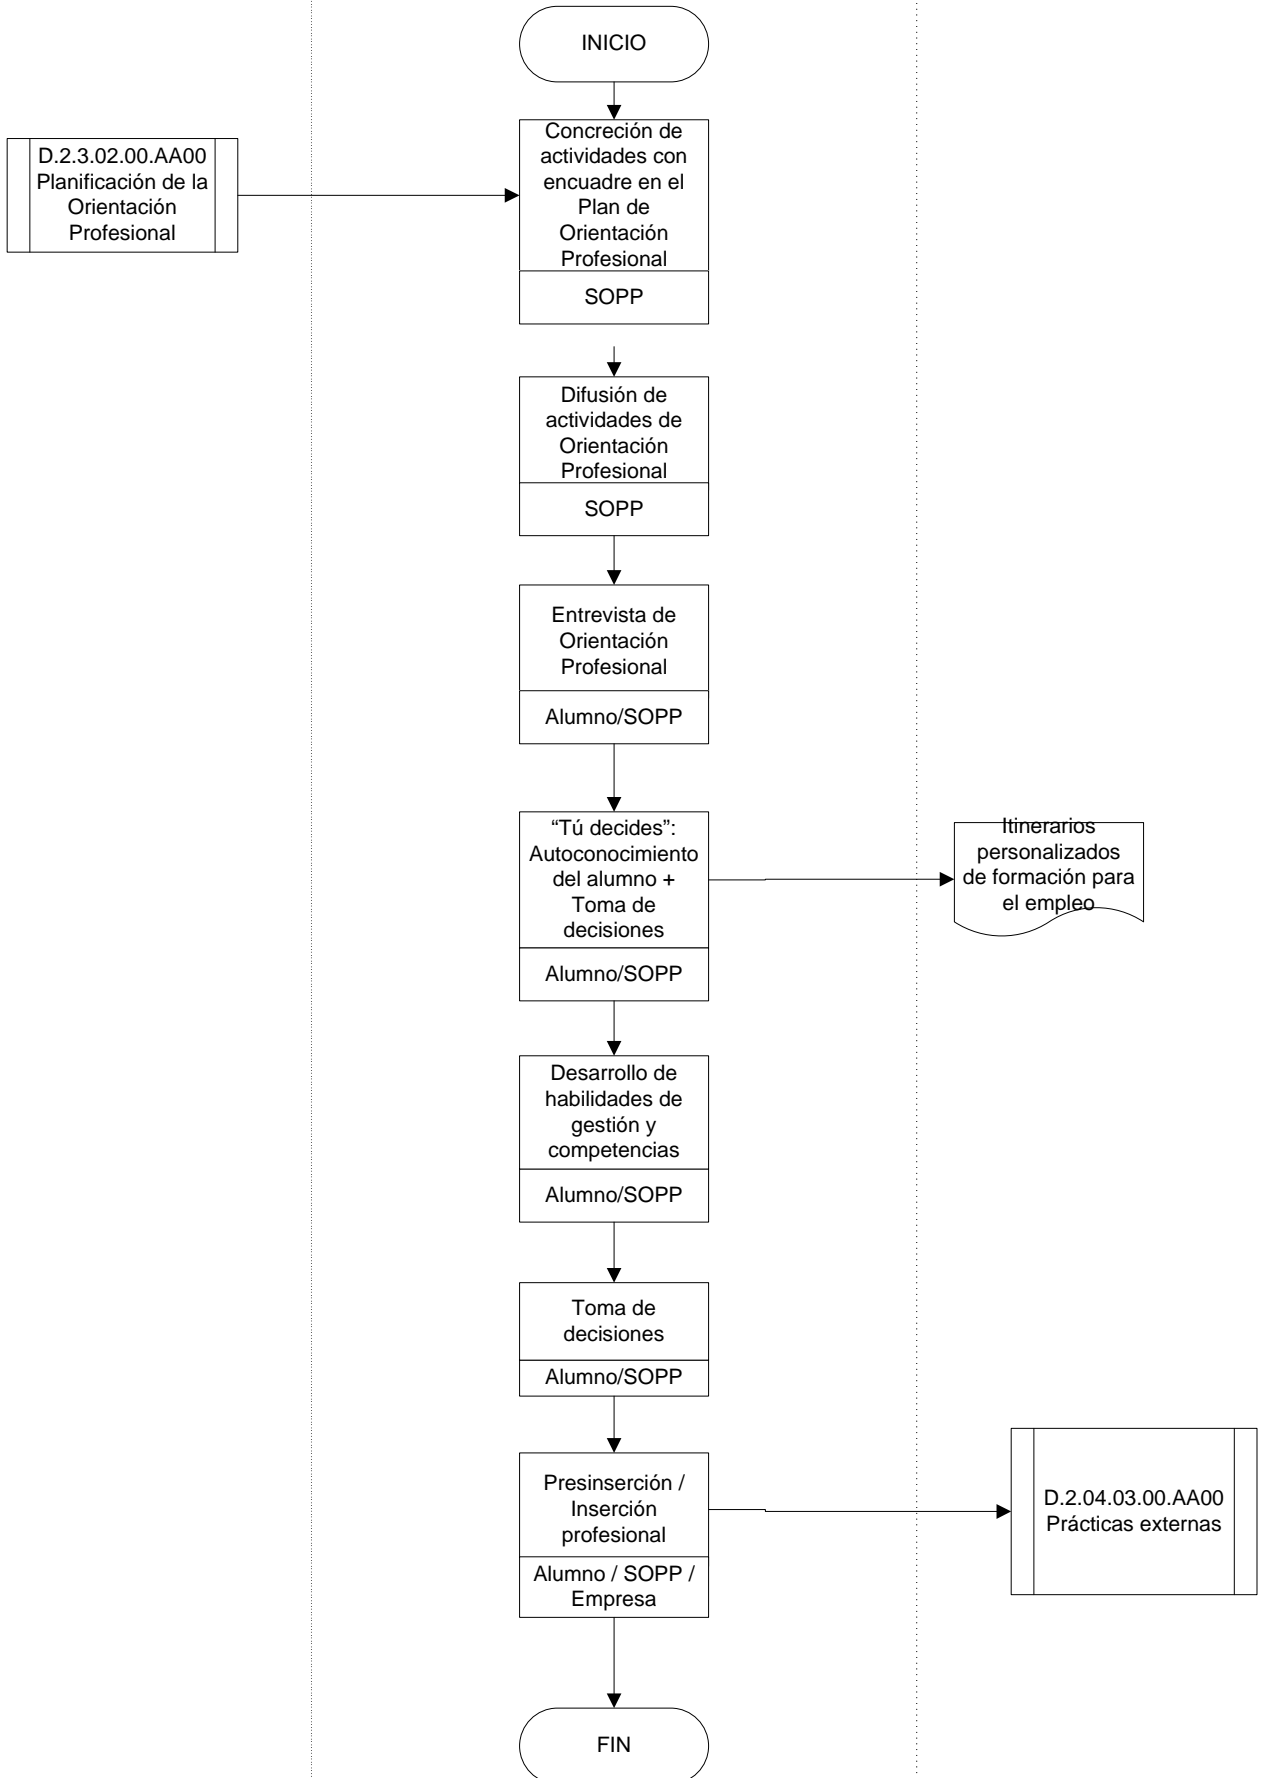 INICIO
D.2.3.02.00.AA00
Planificación de la
Orientación
Profesional
Concreción de
actividades con
encuadre en el
Plan de
Orientación
Profesional
SOPP
Difusión de
actividades de
Orientación
Profesional
SOPP
Entrevista de
Orientación
Profesional
Alumno/SOPP
“Tú decides”:
Autoconocimiento
del alumno +
Toma de
decisiones
Alumno/SOPP
Itinerarios
personalizados
de formación para
el empleo
Desarrollo de
habilidades de
gestión y
competencias
Alumno/SOPP
Toma de
decisiones
Alumno/SOPP
Presinserción /
Inserción
profesional
Alumno / SOPP /
Empresa
D.2.04.03.00.AA00
Prácticas externas
FIN